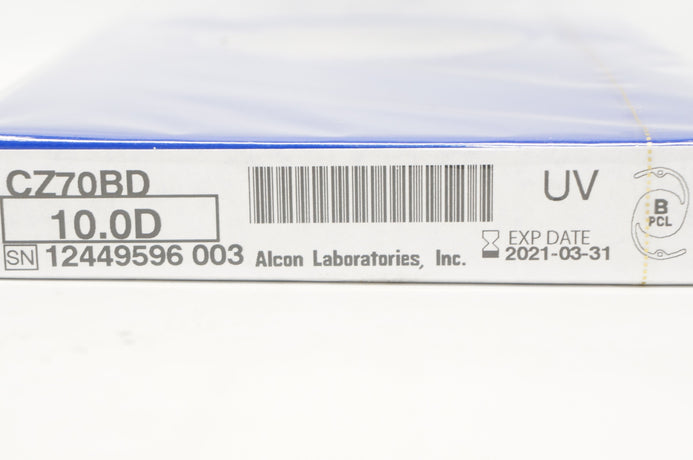 CZ70BD
10.0D
SN 12449596 003
Alcon Laboratories, Inc.
UV
EXP DATE
2021-03-31
B
PCL